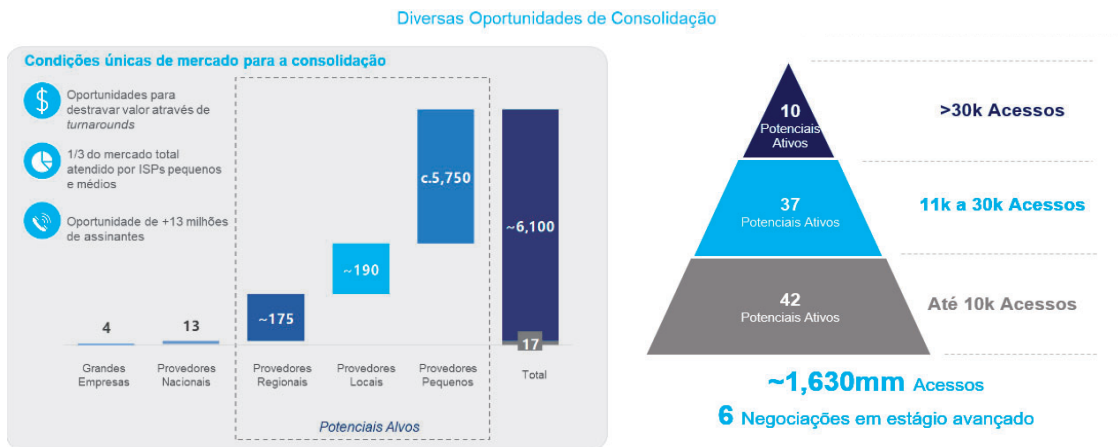 Diversas Oportunidades de Consolidação
Condições únicas de mercado para a consolidação
Oportunidades para
destravar valor através de
turnarounds
1/3 do mercado total
atendido por ISPs pequenos
e médios
Oportunidade de +13 milhões
de assinantes
4
13
~175
~190
c.5,750
~6,100
17
Grandes
Empresas
Provedores
Nacionais
Provedores
Regionais
Provedores
Locais
Provedores
Pequenos
Total
Potenciais Alvos
10
Potenciais
Ativos
>30k Acessos
37
Potenciais Ativos
11k a 30k Acessos
42
Potenciais Ativos
Até 10k Acessos
~1,630mm Acessos
6 Negociações em estágio avançado